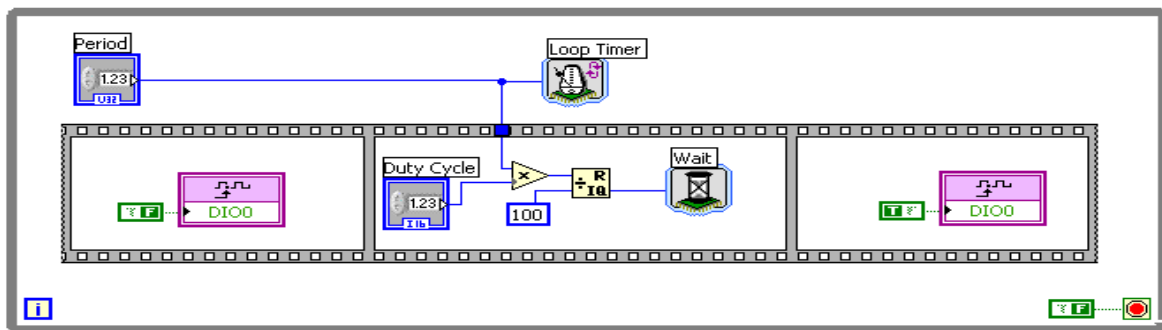 Period
1.23
U32
Loop Timer
Duty Cycle
1.23
I16
×
÷ R
IQ
100
Wait
F
DIO0
T
DIO0
i
F